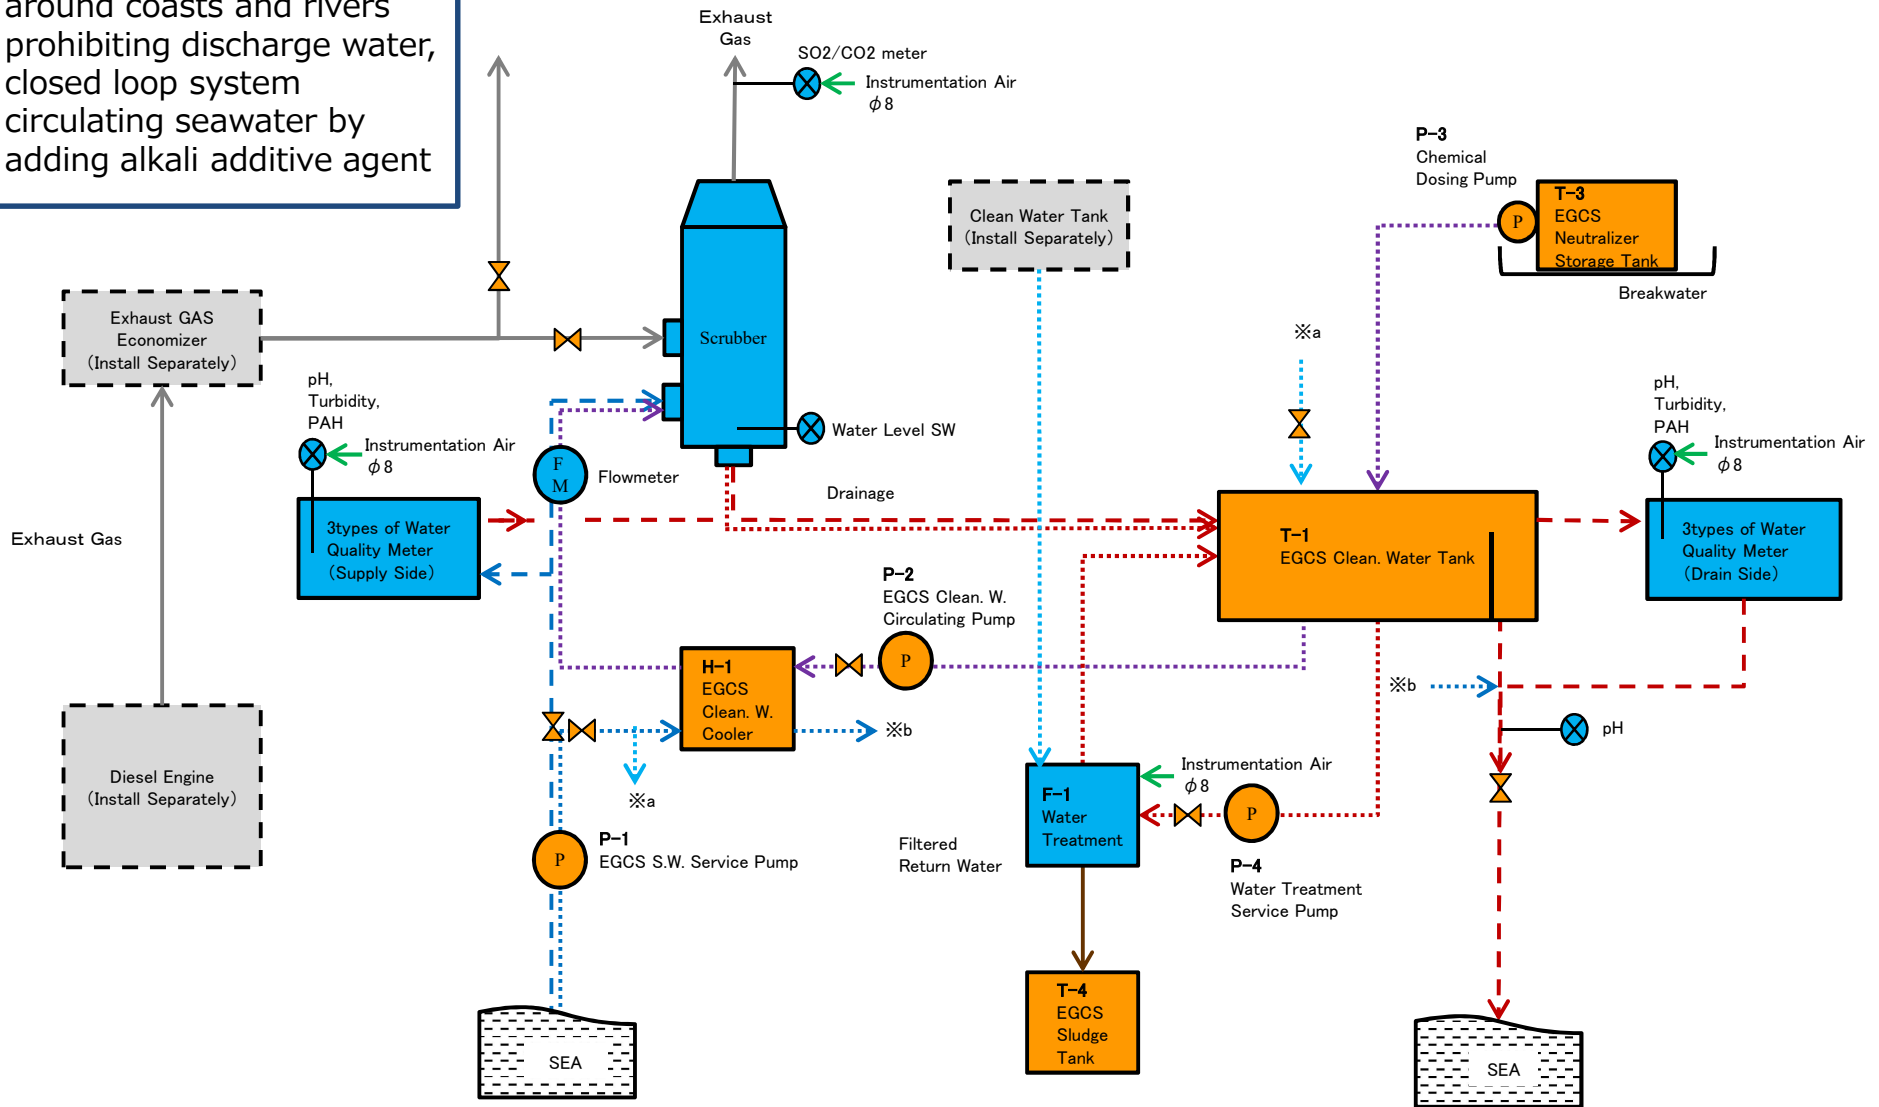 around coasts and rivers
prohibiting discharge water,
closed loop system
circulating seawater by
adding alkali additive agent
Exhaust
Gas
SO2/CO2 meter
Instrumentation Air
φ8
P-3
Chemical
Dosing Pump
P
T-3
EGCS
Neutralizer
Storage Tank
Breakwater
Clean Water Tank
(Install Separately)
Exhaust GAS
Economizer
(Install Separately)
Scrubber
※a
pH,
Turbidity,
PAH
Instrumentation Air
φ8
F
M
Flowmeter
Water Level SW
pH,
Turbidity,
PAH
Instrumentation Air
φ8
Drainage
Exhaust Gas
3types of Water
Quality Meter
(Supply Side)
T-1
EGCS Clean. Water Tank
3types of Water
Quality Meter
(Drain Side)
P-2
EGCS Clean. W.
Circulating Pump
P
H-1
EGCS
Clean. W.
Cooler
※b
※b
pH
※a
Diesel Engine
(Install Separately)
P
P-1
EGCS S.W. Service Pump
Instrumentation Air
φ8
F-1
Water
Treatment
P
P-4
Water Treatment
Service Pump
Filtered
Return Water
T-4
EGCS
Sludge
Tank
SEA
SEA